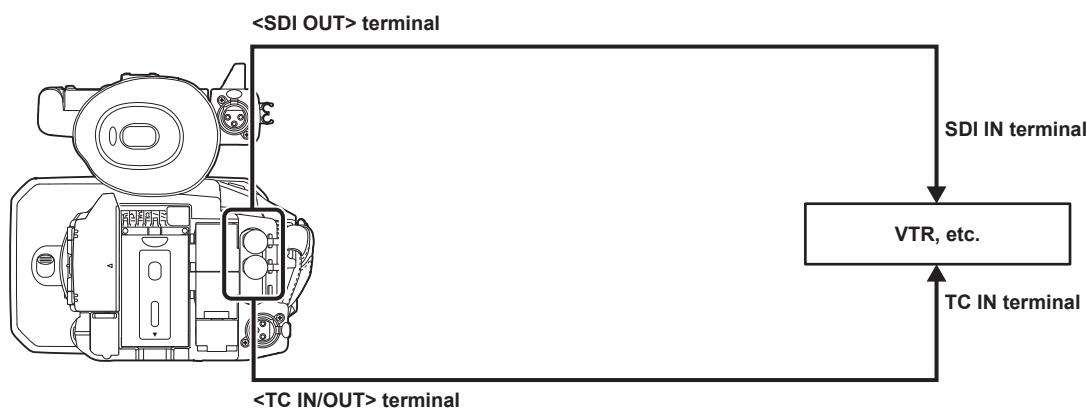 <SDI OUT> terminal
SDI IN terminal
VTR, etc.
TC IN terminal
<TC IN/OUT> terminal